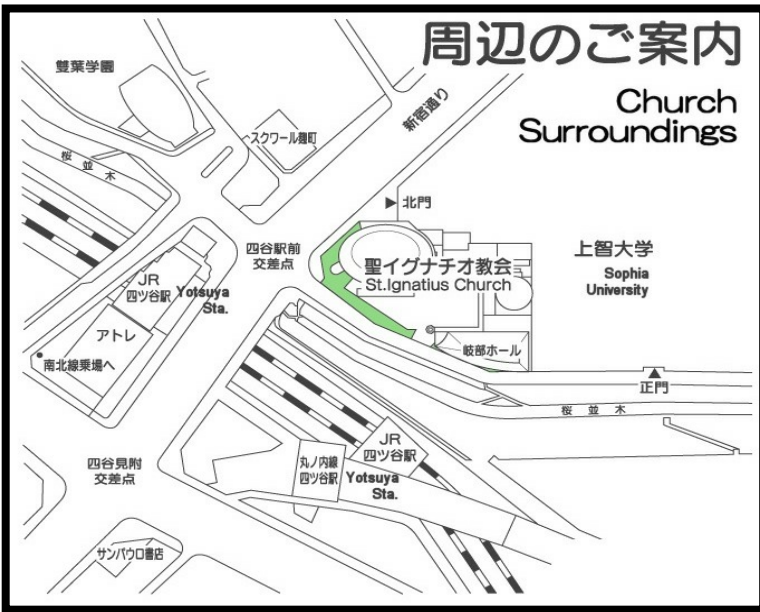 周辺のご案内
Church
Surroundings
雙葉学園
新宿通り
スクワール麹町
桜並木
北門
四谷駅前
交差点
聖イグナチオ教会
St.Ignatius Church
上智大学
Sophia
University
JR
四ツ谷駅
Yotsuya
Sta.
アトレ
南北線乗場へ
岐部ホール
正門
桜並木
JR
四ツ谷駅
丸ノ内線
四ツ谷駅
Yotsuya
Sta.
四谷見附
交差点
サンパウロ書店